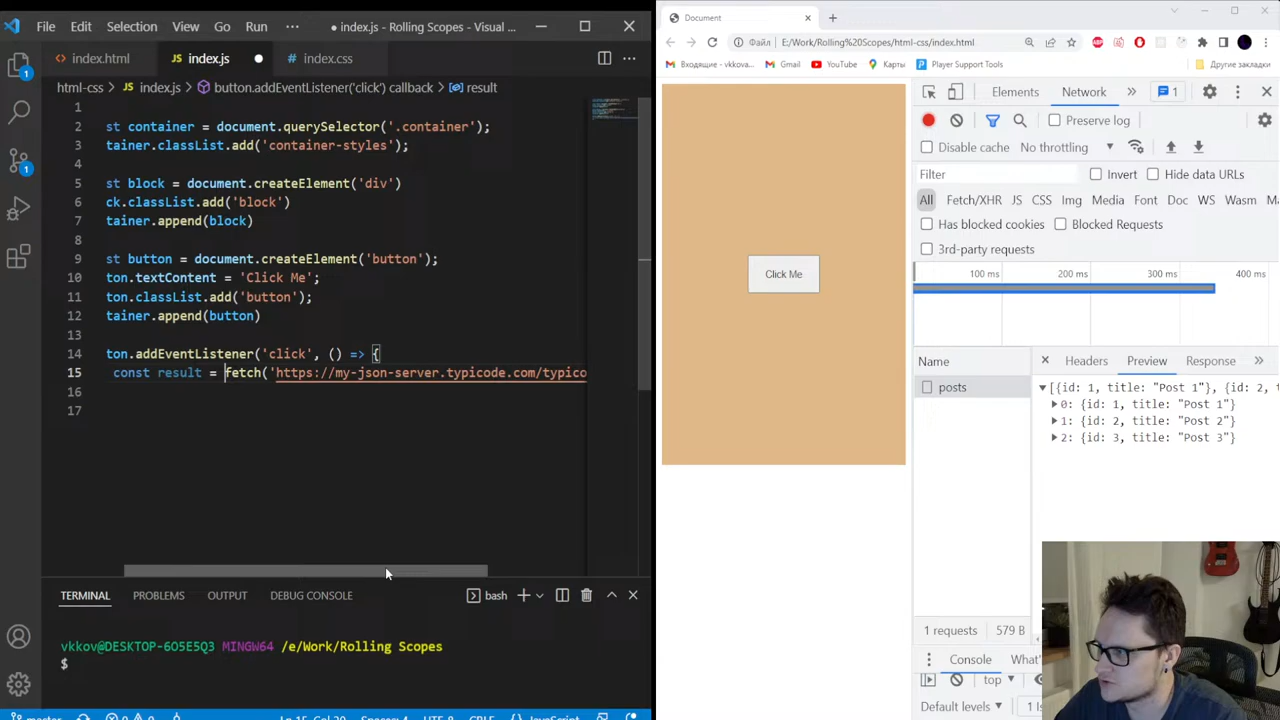 File Edit Selection View Go Run ··· ● index.js - Rolling Scopes - Visual ...
<> index.html JS index.js ● # index.css
html-css > JS index.js > button.addEventListener('click') callback > result
1
2 st container = document.querySelector('.container');
3 tainer.classList.add('container-styles');
4
5 st block = document.createElement('div')
6 ck.classList.add('block')
7 tainer.append(block)
8
9 st button = document.createElement('button');
10 ton.textContent = 'Click Me';
11 ton.classList.add('button');
12 tainer.append(button)
13
14 ton.addEventListener('click', () => {
15 const result = fetch('https://my-json-server.typicode.com/typico
16
17
TERMINAL PROBLEMS OUTPUT DEBUG CONSOLE bash
vkkov@DESKTOP-6O5E5Q3 MINGW64 /e/Work/Rolling Scopes
$
Document
Файл E:/Work/Rolling%20Scopes/html-css/index.html
Входящие - vkkova... Gmail YouTube Карты Player Support Tools Другие закладки
Click Me
Elements Network » 1
Preserve log
Disable cache No throttling
Filter Invert Hide data URLs
All Fetch/XHR JS CSS Img Media Font Doc WS Wasm
Has blocked cookies Blocked Requests
3rd-party requests
100 ms 200 ms 300 ms 400 ms
Name Headers Preview Response »
posts
▼[{id: 1, title: "Post 1"}, {id: 2,
▶0: {id: 1, title: "Post 1"}
▶1: {id: 2, title: "Post 2"}
▶2: {id: 3, title: "Post 3"}
1 requests 579 B
Console What'
top
Default levels